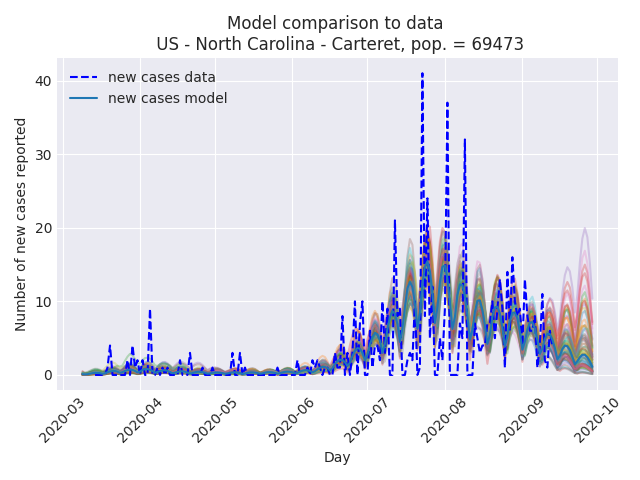 Model comparison to data
US - North Carolina - Carteret, pop. = 69473
new cases data
new cases model
Number of new cases reported
40
30
20
10
0
2020-03
2020-04
2020-05
2020-06
2020-07
2020-08
2020-09
2020-10
Day